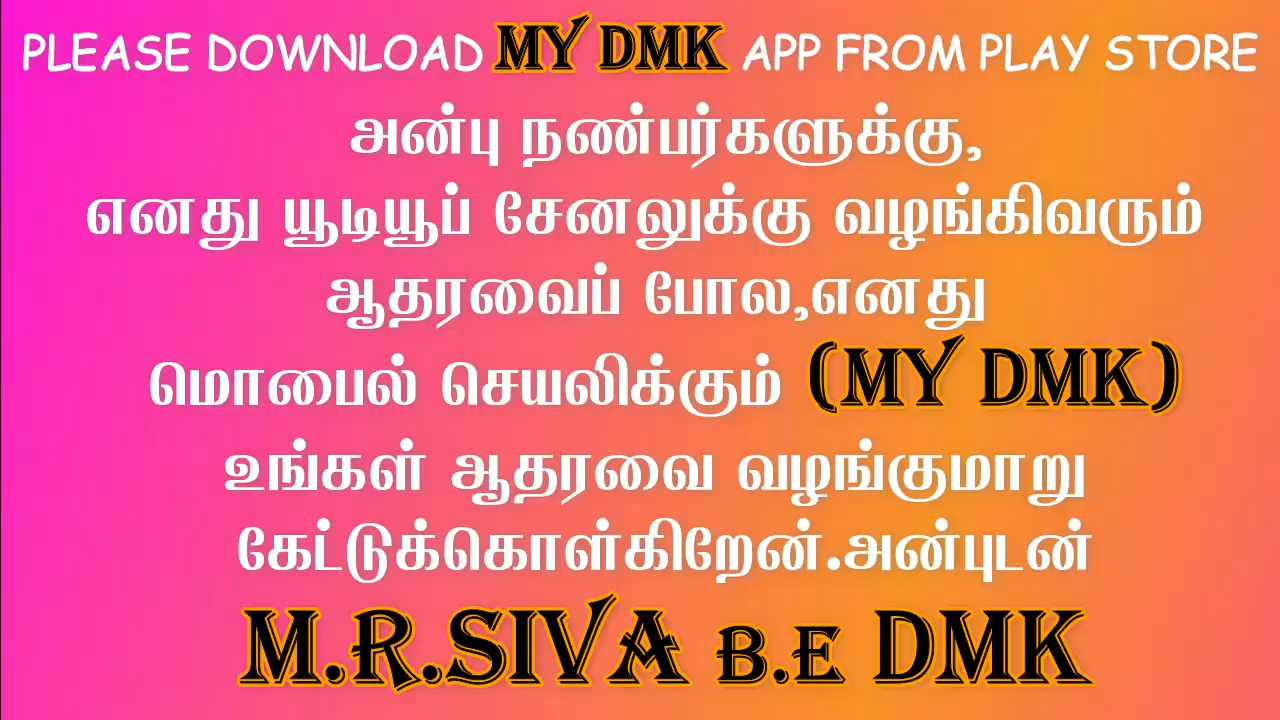 PLEASE DOWNLOAD MY DMK APP FROM PLAY STORE
அன்பு நண்பர்களுக்கு,
எனது யூடியூப் சேனலுக்கு வழங்கிவரும்
ஆதரவைப் போல,எனது
மொபைல் செயலிக்கும் (MY DMK)
உங்கள் ஆதரவை வழங்குமாறு
கேட்டுக்கொள்கிறேன்.அன்புடன்
M.R.SIVA B.E DMK